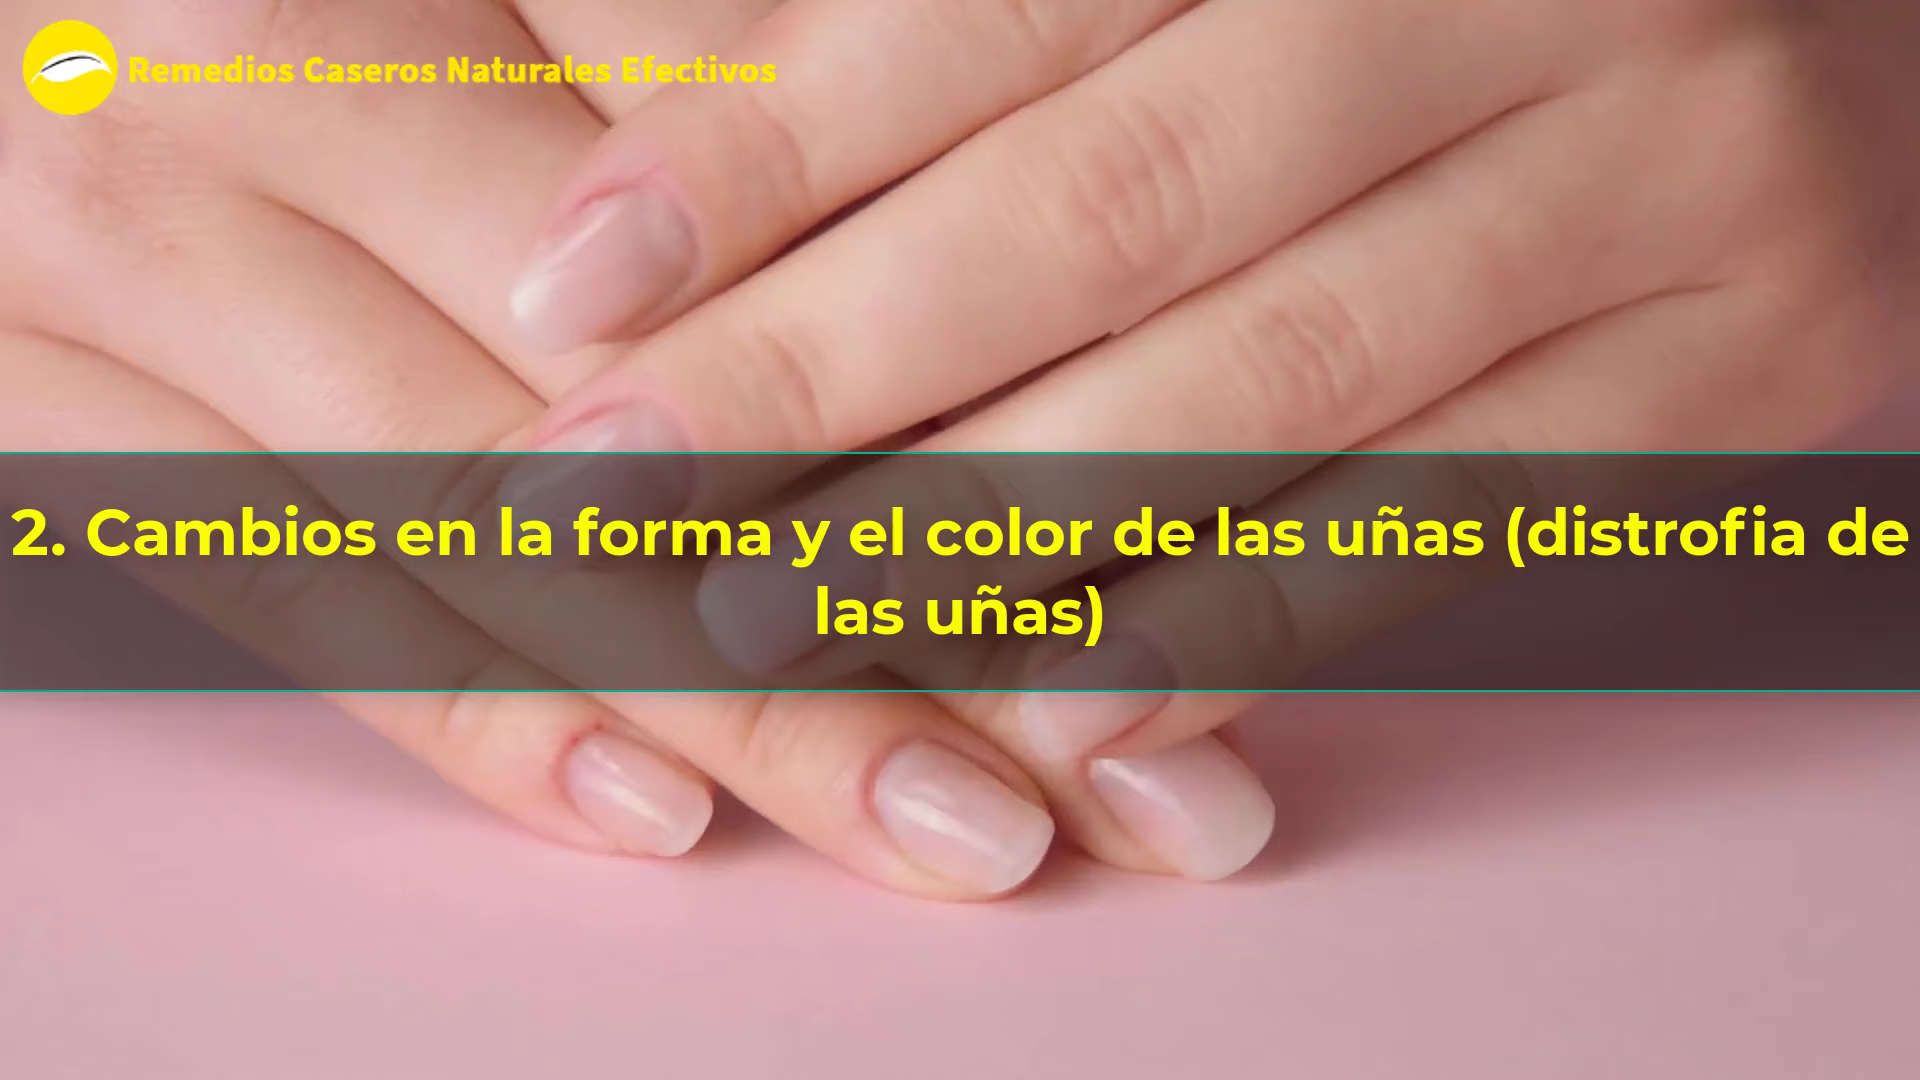 Remedios Caseros Naturales Efectivos
2. Cambios en la forma y el color de las uñas (distrofia de
las uñas)